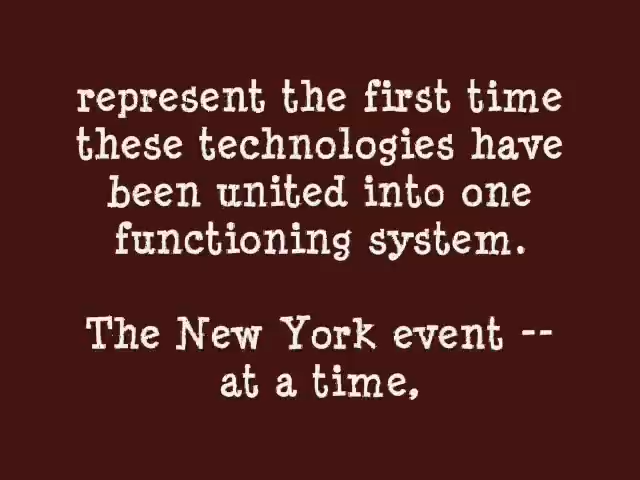 represent the first time
these technologies have
been united into one
functioning system.
The New York event --
at a time,